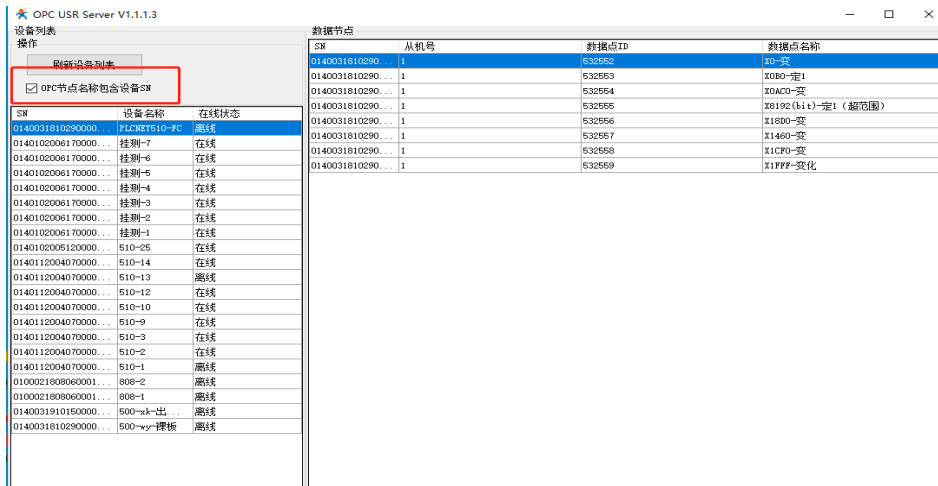 OPC USR Server V1.1.1.3
设备列表
操作
刷新设备列表
OPC节点名称包含设备SN
SN 设备名称 在线状态
0140031810290000... PLCNET510-FC 离线
0140102006170000... 挂测-7 在线
0140102006170000... 挂测-6 在线
0140102006170000... 挂测-5 在线
0140102006170000... 挂测-4 在线
0140102006170000... 挂测-3 在线
0140102006170000... 挂测-2 在线
0140102006170000... 挂测-1 在线
0140102005120000... 510-25 在线
0140112004070000... 510-14 在线
0140112004070000... 510-13 离线
0140112004070000... 510-12 在线
0140112004070000... 510-10 在线
0140112004070000... 510-9 在线
0140112004070000... 510-3 在线
0140112004070000... 510-2 在线
0140112004070000... 510-1 离线
0100021808060001... 808-2 离线
0100021808060001... 808-1 离线
0140031910150000... 500-xk-出... 离线
0140031810290000... 500-wy-裸板 离线
数据节点
SN 从机号 数据点ID 数据点名称
0140031810290... 1 532552 X0-变
0140031810290... 1 532553 X0B0-定1
0140031810290... 1 532554 X0AC0-变
0140031810290... 1 532555 X8192(bit)-定1（超范围）
0140031810290... 1 532556 X18D0-变
0140031810290... 1 532557 X1460-变
0140031810290... 1 532558 X1CF0-变
0140031810290... 1 532559 X1FFF-变化